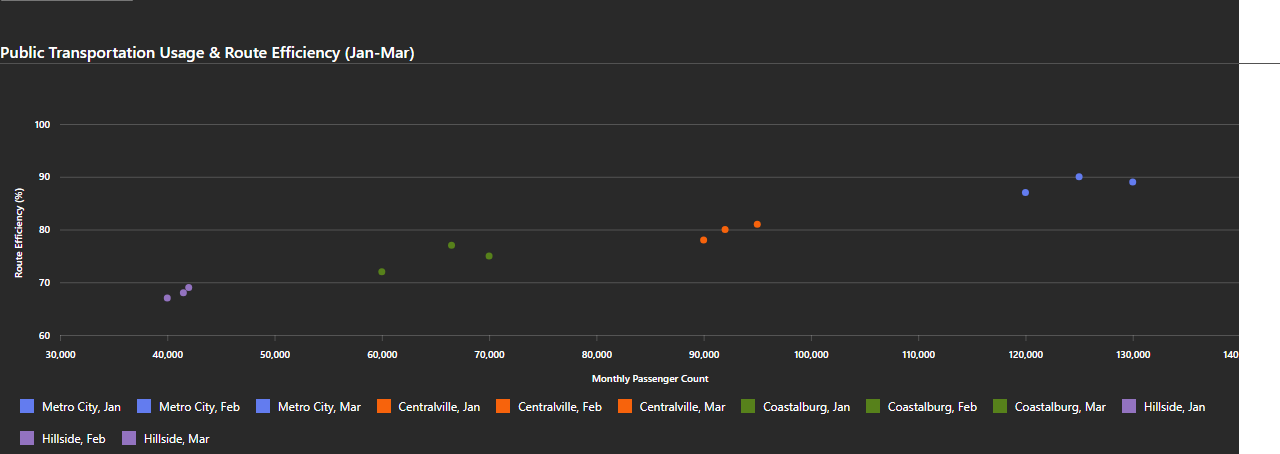 Public Transportation Usage & Route Efficiency (Jan-Mar)
100
90
80
70
60
Route Efficiency (%)
30,000 40,000 50,000 60,000 70,000 80,000 90,000 100,000 110,000 120,000 130,000 140
Monthly Passenger Count
Metro City, Jan Metro City, Feb Metro City, Mar Centralville, Jan Centralville, Feb Centralville, Mar Coastalburg, Jan Coastalburg, Feb Coastalburg, Mar Hillside, Jan
Hillside, Feb Hillside, Mar